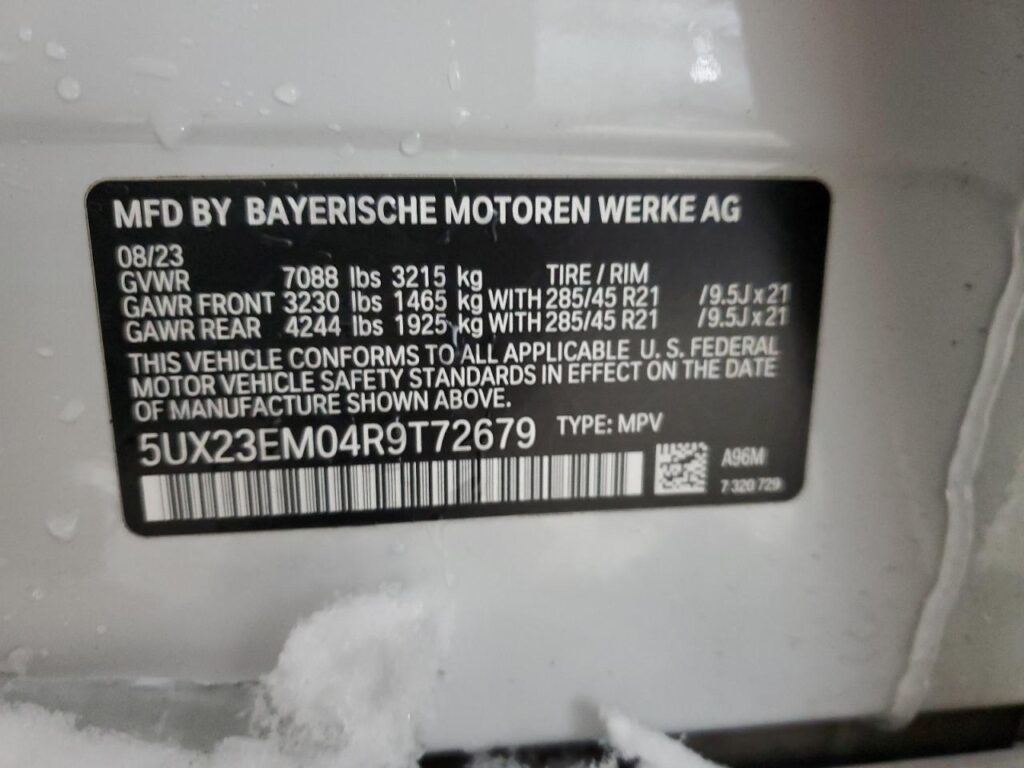 MFD BY BAYERISCHE MOTOREN WERKE AG
08/23
GVWR 7088 lbs 3215 kg TIRE / RIM
GAWR FRONT 3230 lbs 1465 kg WITH 285/45 R21 /9.5J x 21
GAWR REAR 4244 lbs 1925 kg WITH 285/45 R21 /9.5J x 21
THIS VEHICLE CONFORMS TO ALL APPLICABLE U. S. FEDERAL
MOTOR VEHICLE SAFETY STANDARDS IN EFFECT ON THE DATE
OF MANUFACTURE SHOWN ABOVE.
5UX23EM04R9T72679 TYPE: MPV
A96M
7 320 729